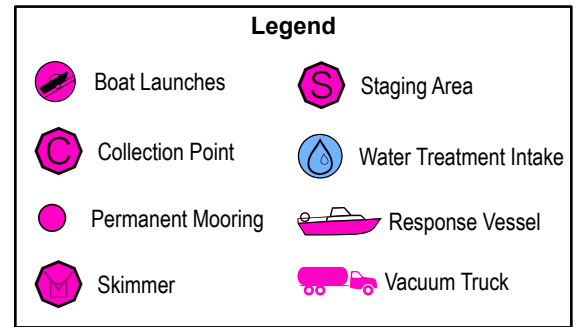 Legend
Boat Launches
S
Staging Area
C
Collection Point
Water Treatment Intake
Permanent Mooring
Response Vessel
Skimmer
Vacuum Truck